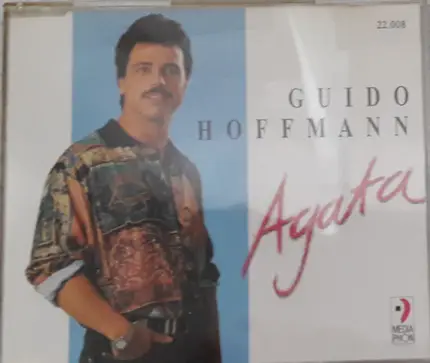 22.008
GUIDO
HOFFMANN
Agata
MEDIA
PHON